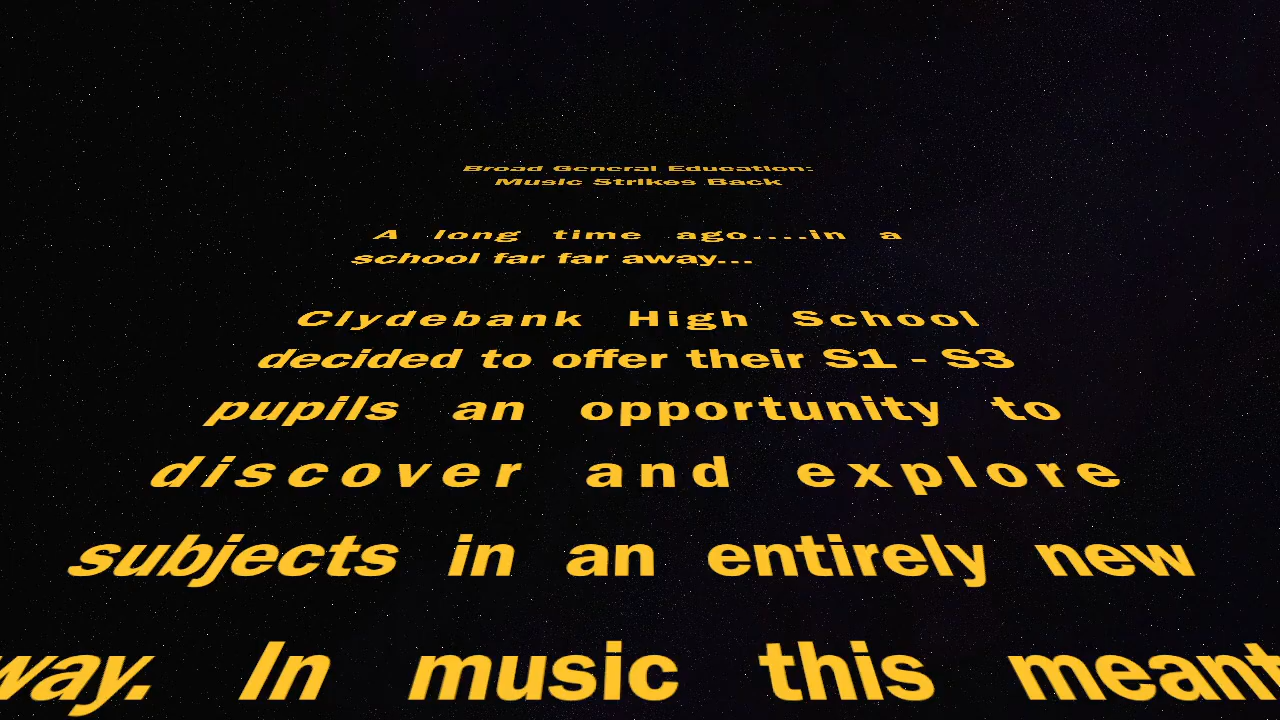 Broad General Education:
Music Strikes Back
A long time ago....in a
school far far away...
Clydebank High School
decided to offer their S1 - S3
pupils an opportunity to
discover and explore
subjects in an entirely new
way. In music this meant